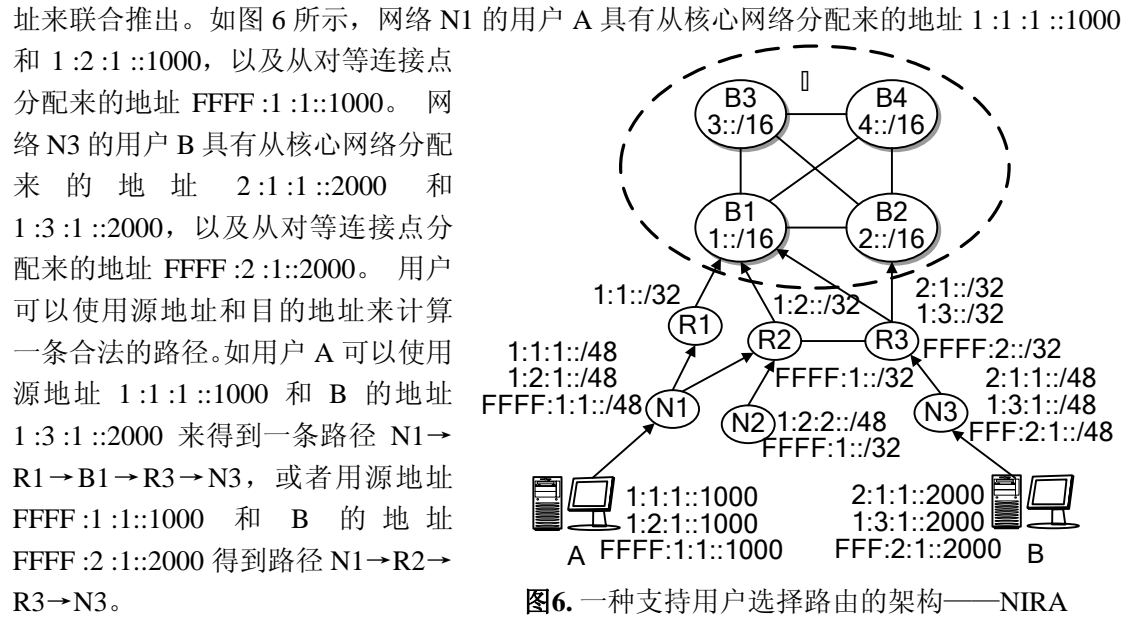 址来联合推出。如图 6 所示，网络 N1 的用户 A 具有从核心网络分配来的地址 1 :1 :1 ::1000
和 1 :2 :1 ::1000，以及从对等连接点
分配来的地址 FFFF :1 :1::1000。 网
络 N3 的用户 B 具有从核心网络分配
来 的 地 址 2 :1 :1 ::2000 和
1 :3 :1 ::2000，以及从对等连接点分
配来的地址 FFFF :2 :1::2000。 用户
可以使用源地址和目的地址来计算
一条合法的路径。如用户 A 可以使用
源地址 1 :1 :1 ::1000 和 B 的地址
1 :3 :1 ::2000 来得到一条路径 N1→
R1→B1→R3→N3，或者用源地址
FFFF :1 :1::1000 和 B 的地址
FFFF :2 :1::2000 得到路径 N1→R2→
R3→N3。
B3
3::/16
B4
4::/16
B1
1::/16
B2
2::/16
1:1::/32
1:2::/32
2:1::/32
1:3::/32
R1
R2
R3
FFFF:2::/32
FFFF:1::/32
1:1:1::/48
1:2:1::/48
FFFF:1:1::/48
N1
N2
1:2:2::/48
FFFF:1::/32
2:1:1::/48
1:3:1::/48
FFF:2:1::/48
N3
1:1:1::1000
1:2:1::1000
FFFF:1:1::1000
A
2:1:1::2000
1:3:1::2000
FFF:2:1::2000
B
图6. 一种支持用户选择路由的架构——NIRA